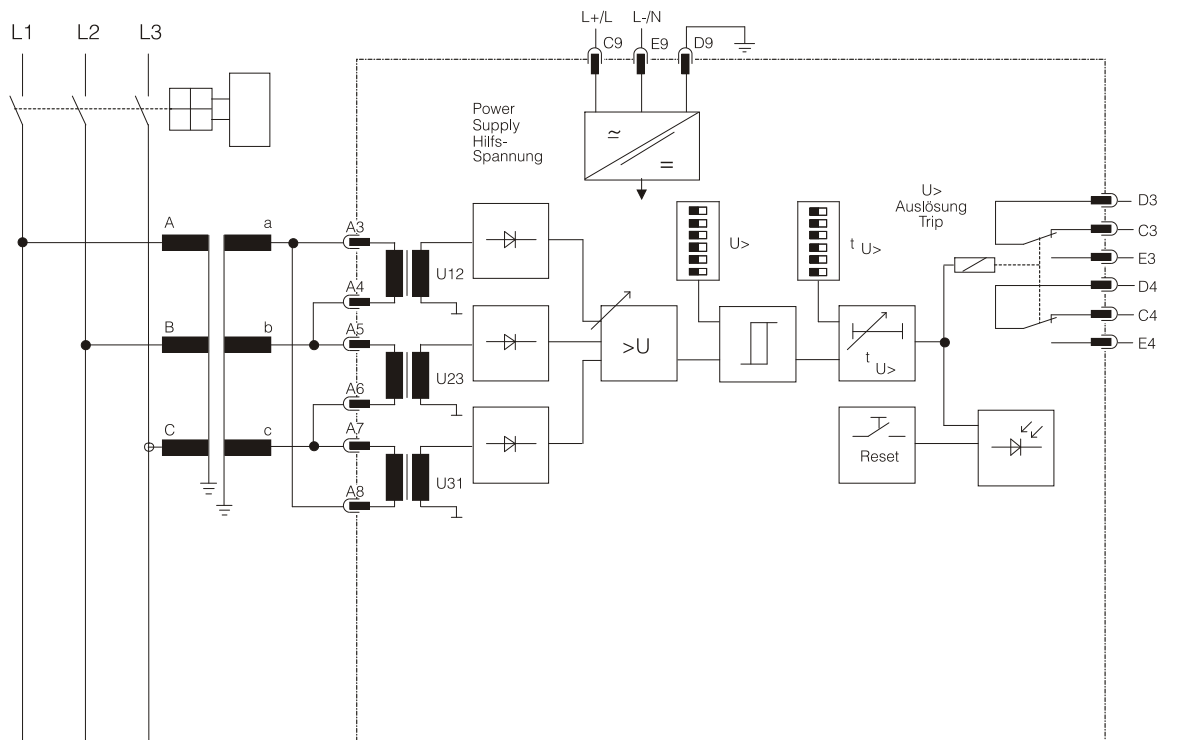 L+/L L-/N
L1 L2 L3
C9 E9 D9
Power
Supply
Hilfs-
Spannung
≃
=
U>
Auslösung
Trip
D3
C3
E3
D4
C4
E4
A a
B b
C c
A3
A4
A5
A6
A7
A8
U12
U23
U31
U>
t U>
>U
t U>
Reset